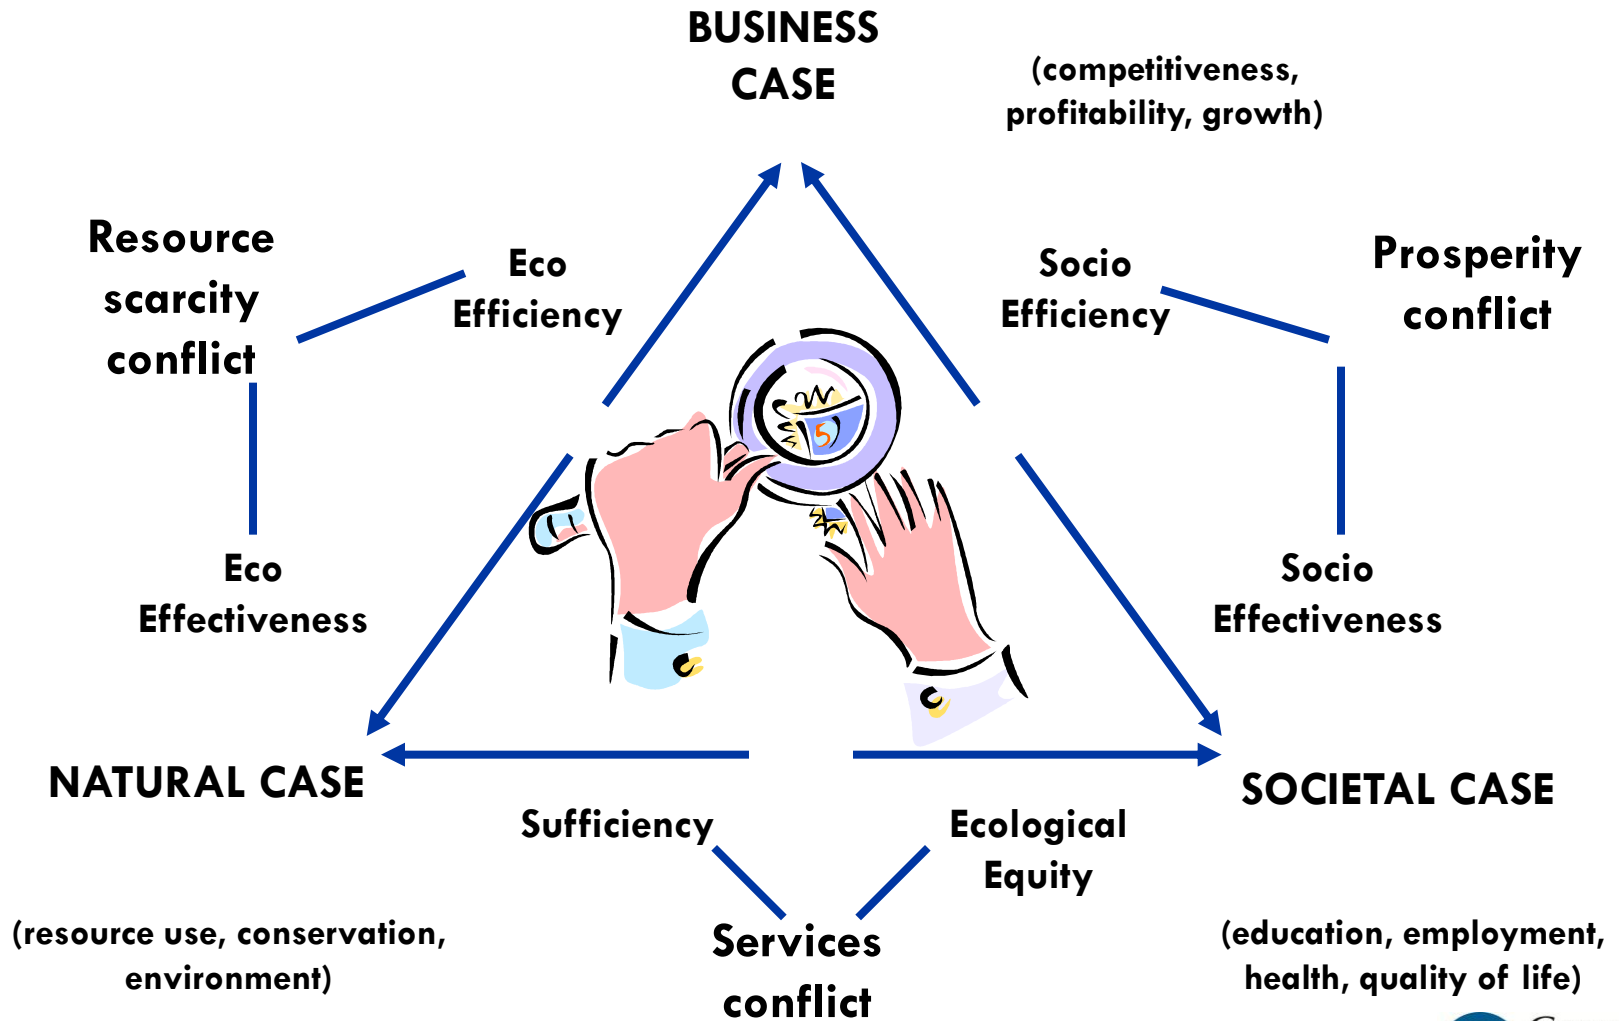 BUSINESS
CASE
(competitiveness,
profitability, growth)
Resource
scarcity
conflict
Eco
Efficiency
Socio
Efficiency
Prosperity
conflict
5
Eco
Effectiveness
Socio
Effectiveness
NATURAL CASE
SOCIETAL CASE
Sufficiency
Ecological
Equity
(resource use, conservation,
environment)
Services
conflict
(education, employment,
health, quality of life)